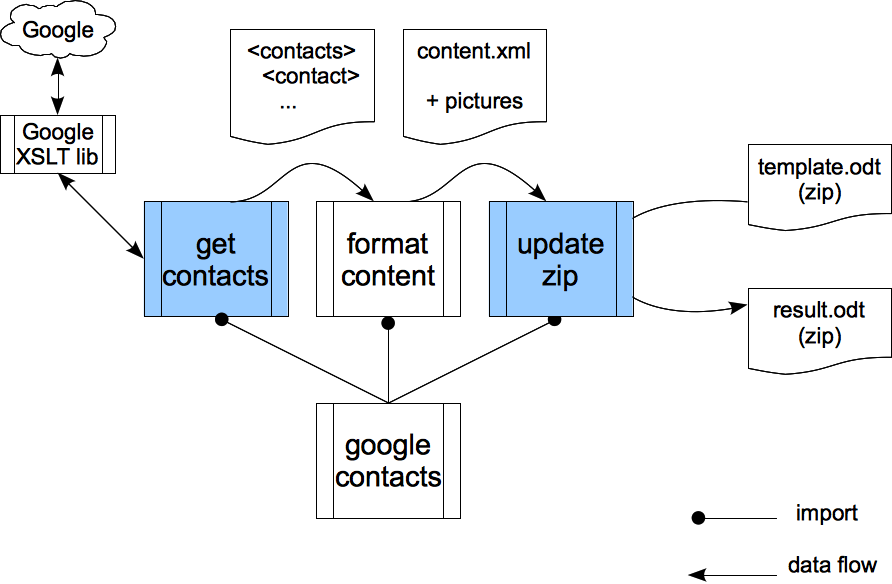 Google
<contacts>
<contact>
...
content.xml
+ pictures
Google
XSLT lib
template.odt
(zip)
get
contacts
format
content
update
zip
result.odt
(zip)
google
contacts
import
data flow